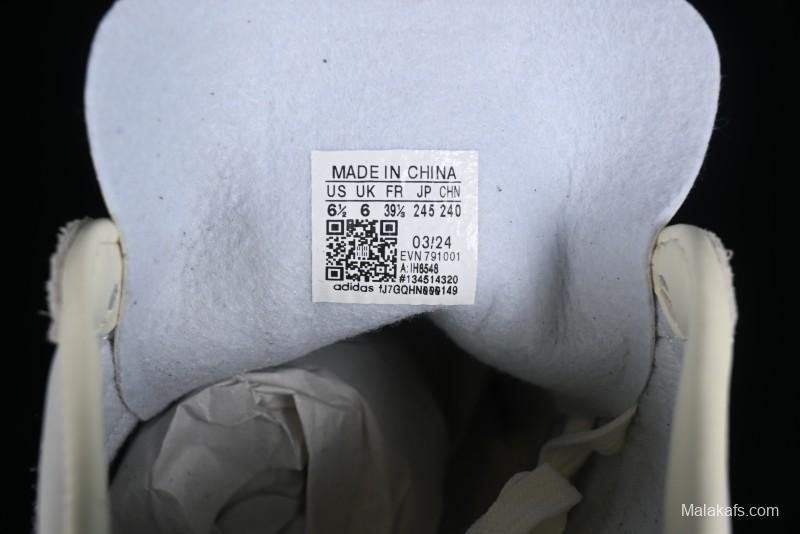 MADE IN CHINA
US UK FR JP CHN
6½ 6 39⅓ 245 240
03/24
EVN 791001
A: IH8548
#134514320
adidas
Malakafs.com